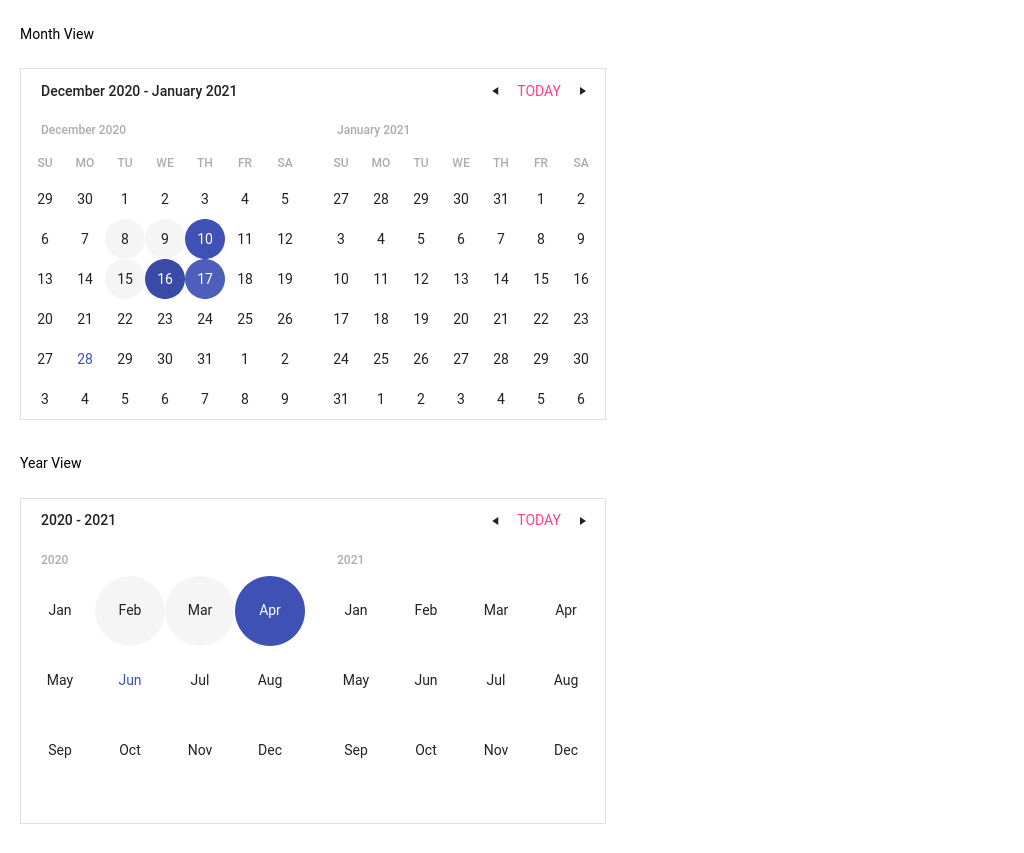 Month View
December 2020 - January 2021 TODAY
December 2020 January 2021
SU MO TU WE TH FR SA SU MO TU WE TH FR SA
29 30 1 2 3 4 5 27 28 29 30 31 1 2
6 7 8 9 10 11 12 3 4 5 6 7 8 9
13 14 15 16 17 18 19 10 11 12 13 14 15 16
20 21 22 23 24 25 26 17 18 19 20 21 22 23
27 28 29 30 31 1 2 24 25 26 27 28 29 30
3 4 5 6 7 8 9 31 1 2 3 4 5 6
Year View
2020 - 2021 TODAY
2020 2021
Jan Feb Mar Apr Jan Feb Mar Apr
May Jun Jul Aug May Jun Jul Aug
Sep Oct Nov Dec Sep Oct Nov Dec